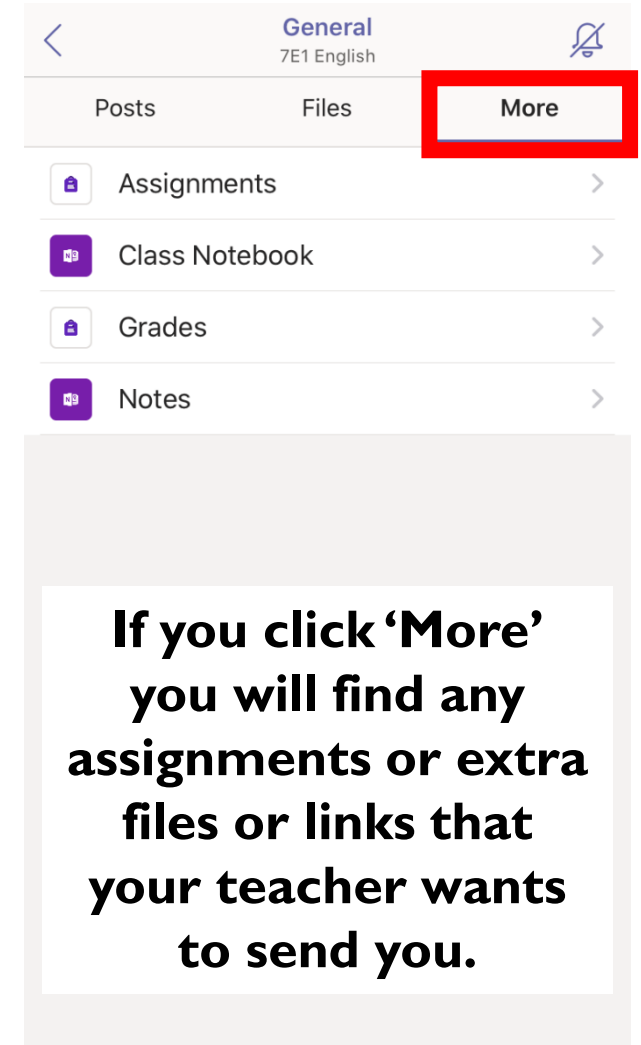 General
7E1 English
Posts Files More
Assignments
Class Notebook
Grades
Notes
If you click ‘More’
you will find any
assignments or extra
files or links that
your teacher wants
to send you.